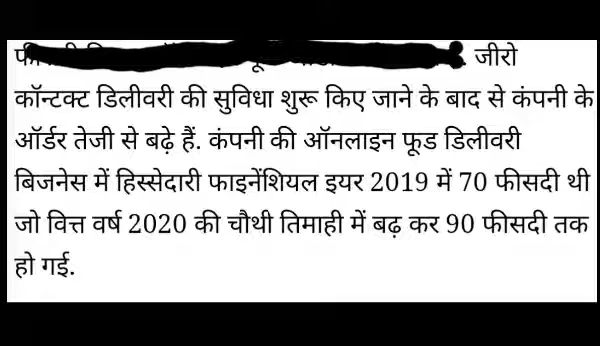 जीरो
कॉन्टक्ट डिलीवरी की सुविधा शुरू किए जाने के बाद से कंपनी के
ऑर्डर तेजी से बढ़े हैं. कंपनी की ऑनलाइन फूड डिलीवरी
बिजनेस में हिस्सेदारी फाइनेंशियल इयर 2019 में 70 फीसदी थी
जो वित्त वर्ष 2020 की चौथी तिमाही में बढ़ कर 90 फीसदी तक
हो गई.